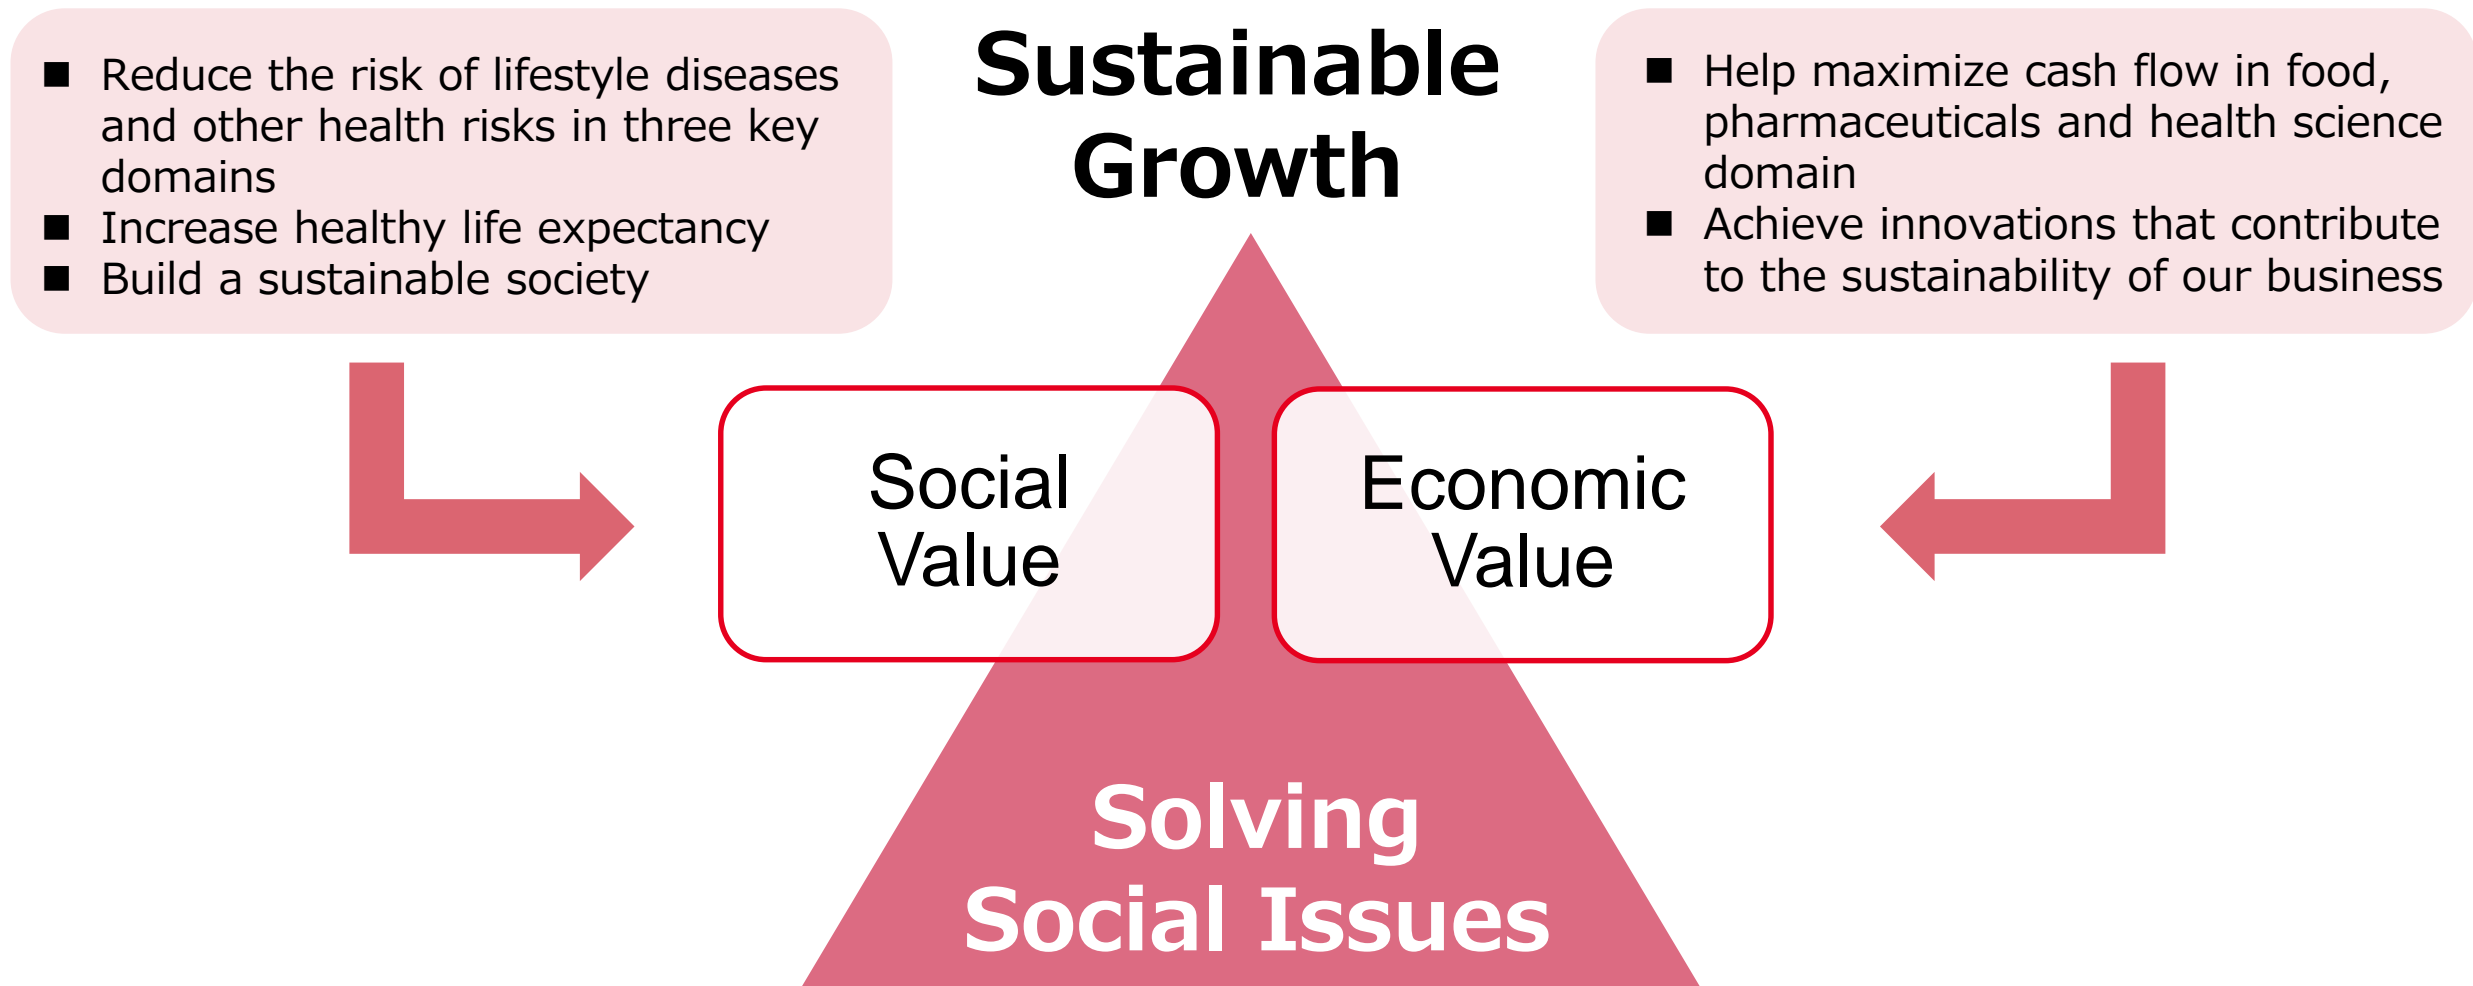 ■ Reduce the risk of lifestyle diseases
and other health risks in three key
domains
■ Increase healthy life expectancy
■ Build a sustainable society
Sustainable
Growth
■ Help maximize cash flow in food,
pharmaceuticals and health science
domain
■ Achieve innovations that contribute
to the sustainability of our business
Social
Value
Economic
Value
Solving
Social Issues